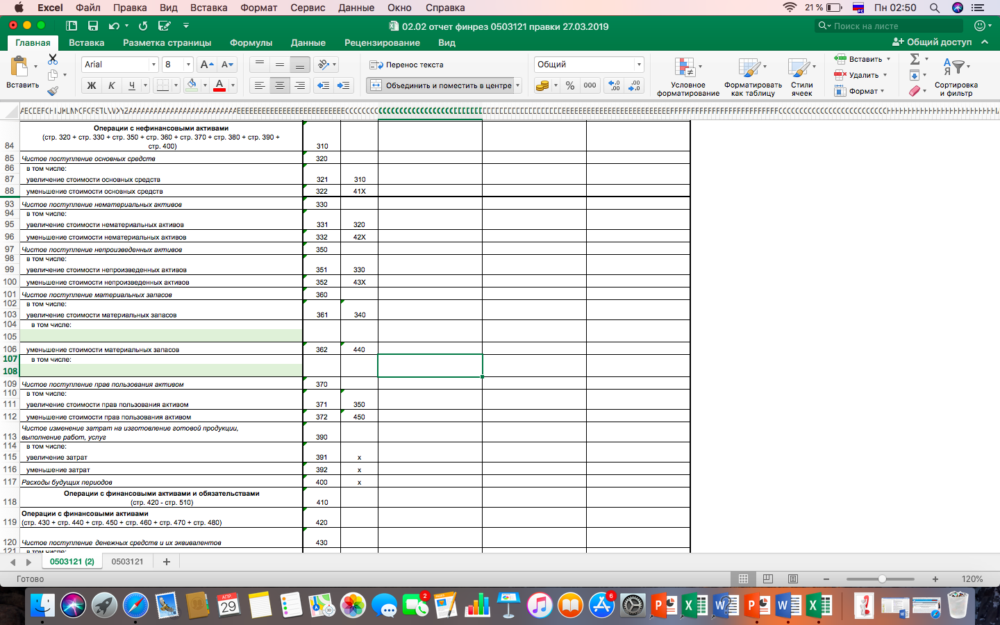 Excel Файл Правка Вид Вставка Формат Сервис Данные Окно Справка 21 % Пн 02:50
02.02 отчет финрез 0503121 правки 27.03.2019 Поиск на листе
Главная Вставка Разметка страницы Формулы Данные Рецензирование Вид Общий доступ
Вставить Arial 8 Перенос текста Общий Условное форматирование Форматировать как таблицу Стили ячеек Вставить Сортировка и фильтр
Ж К Ч Объединить и поместить в центре % 000 Удалить
Формат
Операции с нефинансовыми активами
(стр. 320 + стр. 330 + стр. 350 + стр. 360 + стр. 370 + стр. 380 + стр. 390 +
84 стр. 400) 310
85 Чистое поступление основных средств 320
86 в том числе:
87 увеличение стоимости основных средств 321 310
88 уменьшение стоимости основных средств 322 41X
93 Чистое поступление нематериальных активов 330
94 в том числе:
95 увеличение стоимости нематериальных активов 331 320
96 уменьшение стоимости нематериальных активов 332 42X
97 Чистое поступление непроизведенных активов 350
98 в том числе:
99 увеличение стоимости непроизведенных активов 351 330
100 уменьшение стоимости непроизведенных активов 352 43X
101 Чистое поступление материальных запасов 360
102 в том числе:
103 увеличение стоимости материальных запасов 361 340
104 в том числе:
105
106 уменьшение стоимости материальных запасов 362 440
107 в том числе:
108
109 Чистое поступление прав пользования активом 370
110 в том числе:
111 увеличение стоимости прав пользования активом 371 350
112 уменьшение стоимости прав пользования активом 372 450
Чистое изменение затрат на изготовление готовой продукции,
113 выполнение работ, услуг 390
114 в том числе:
115 увеличение затрат 391 x
116 уменьшение затрат 392 x
117 Расходы будущих периодов 400 x
Операции с финансовыми активами и обязательствами
118 (стр. 420 - стр. 510) 410
Операции с финансовыми активами
119 (стр. 430 + стр. 440 + стр. 450 + стр. 460 + стр. 470 + стр. 480) 420
120 Чистое поступление денежных средств и их эквивалентов 430
121 в том числе:
0503121 (2) 0503121 +
Готово 120%
АПР. 29 2 6